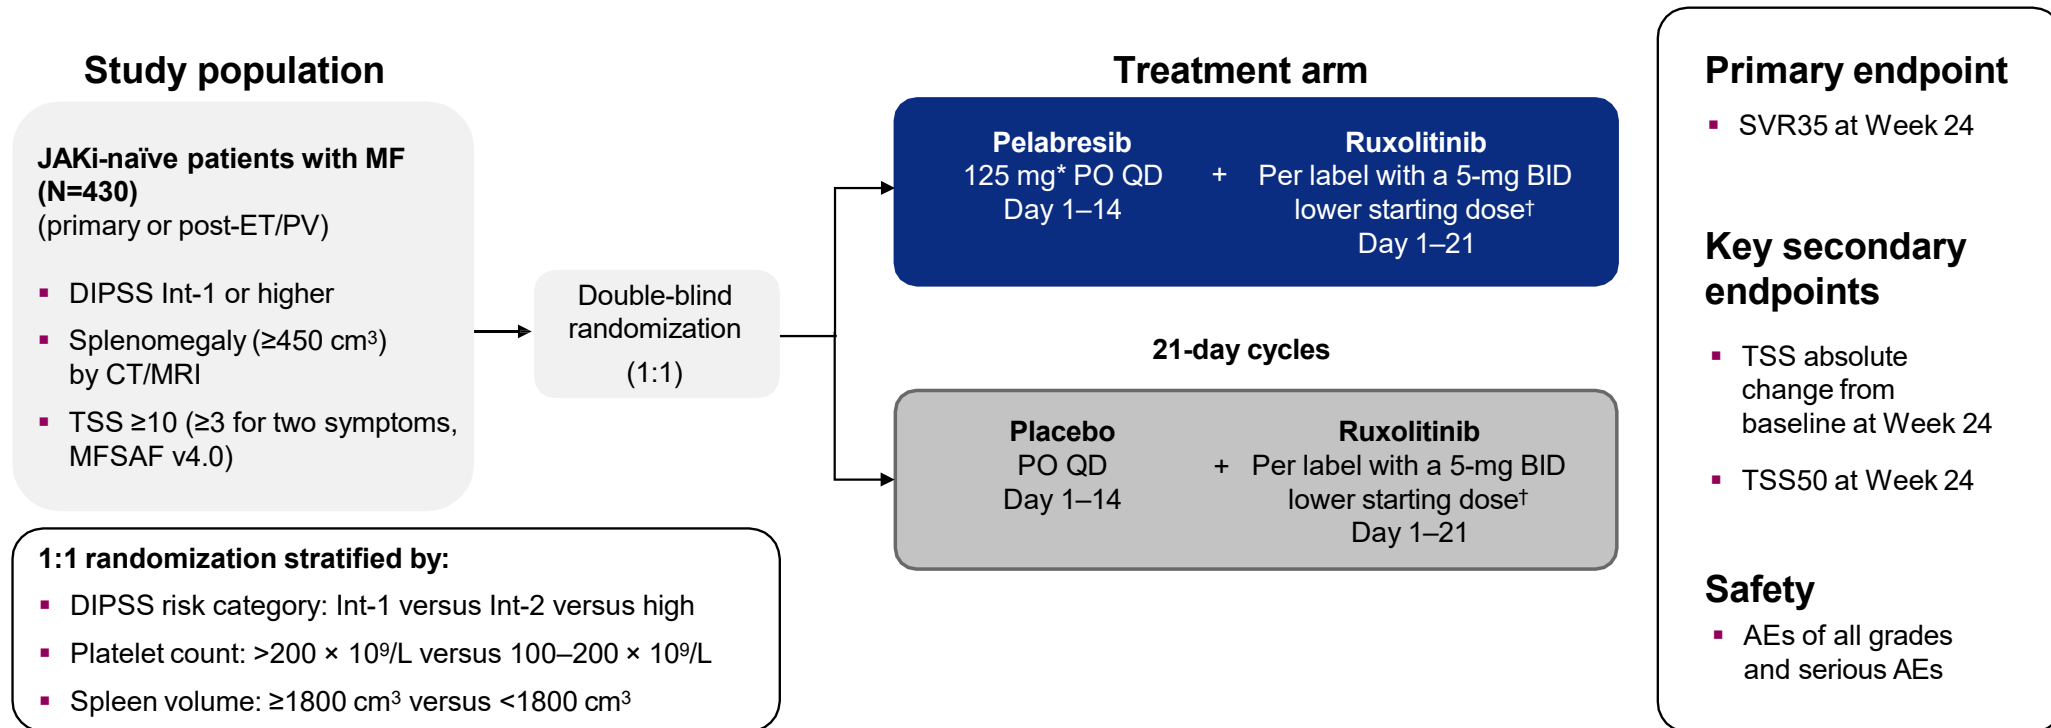 Study population
JAKi-naïve patients with MF
(N=430)
(primary or post-ET/PV)
▪ DIPSS Int-1 or higher
▪ Splenomegaly (≥450 cm³)
by CT/MRI
▪ TSS ≥10 (≥3 for two symptoms,
MFSAF v4.0)
1:1 randomization stratified by:
▪ DIPSS risk category: Int-1 versus Int-2 versus high
▪ Platelet count: >200 × 10⁹/L versus 100–200 × 10⁹/L
▪ Spleen volume: ≥1800 cm³ versus <1800 cm³
Double-blind
randomization
(1:1)
Treatment arm
Pelabresib
125 mg* PO QD
Day 1–14
+
Ruxolitinib
Per label with a 5-mg BID
lower starting dose†
Day 1–21
21-day cycles
Placebo
PO QD
Day 1–14
+
Ruxolitinib
Per label with a 5-mg BID
lower starting dose†
Day 1–21
Primary endpoint
▪ SVR35 at Week 24
Key secondary
endpoints
▪ TSS absolute
change from
baseline at Week 24
▪ TSS50 at Week 24
Safety
▪ AEs of all grades
and serious AEs